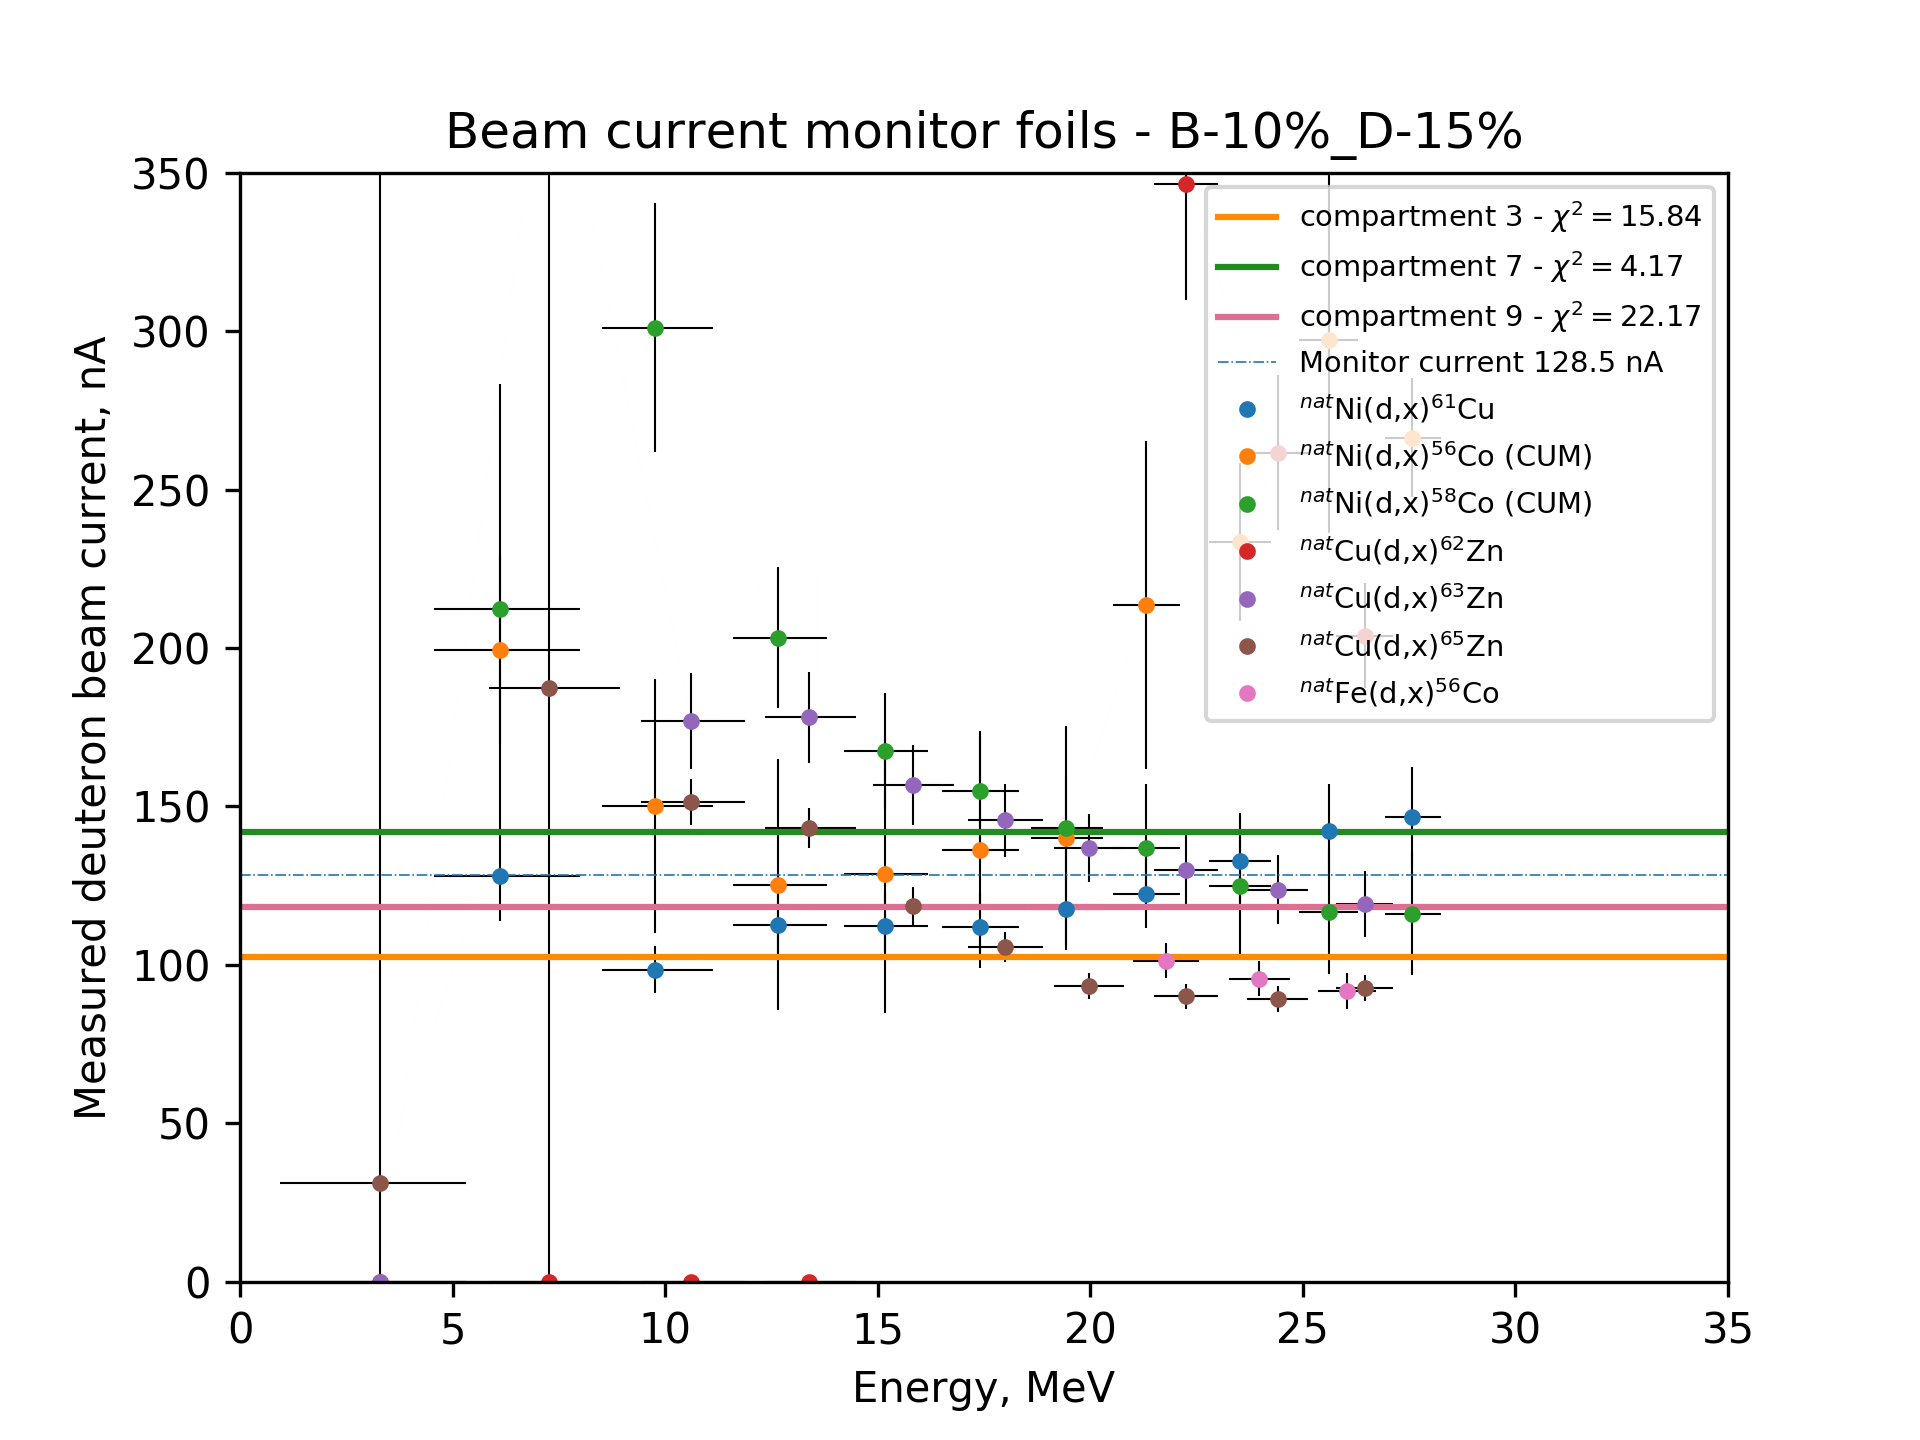 Beam current monitor foils - B-10%_D-15%
350
300
250
200
150
100
50
0
Measured deuteron beam current, nA
compartment 3 - χ² = 15.84
compartment 7 - χ² = 4.17
compartment 9 - χ² = 22.17
Monitor current 128.5 nA
ⁿᵃᵗNi(d,x)⁶¹Cu
ⁿᵃᵗNi(d,x)⁵⁶Co (CUM)
ⁿᵃᵗNi(d,x)⁵⁸Co (CUM)
ⁿᵃᵗCu(d,x)⁶²Zn
ⁿᵃᵗCu(d,x)⁶³Zn
ⁿᵃᵗCu(d,x)⁶⁵Zn
ⁿᵃᵗFe(d,x)⁵⁶Co
0 5 10 15 20 25 30 35
Energy, MeV